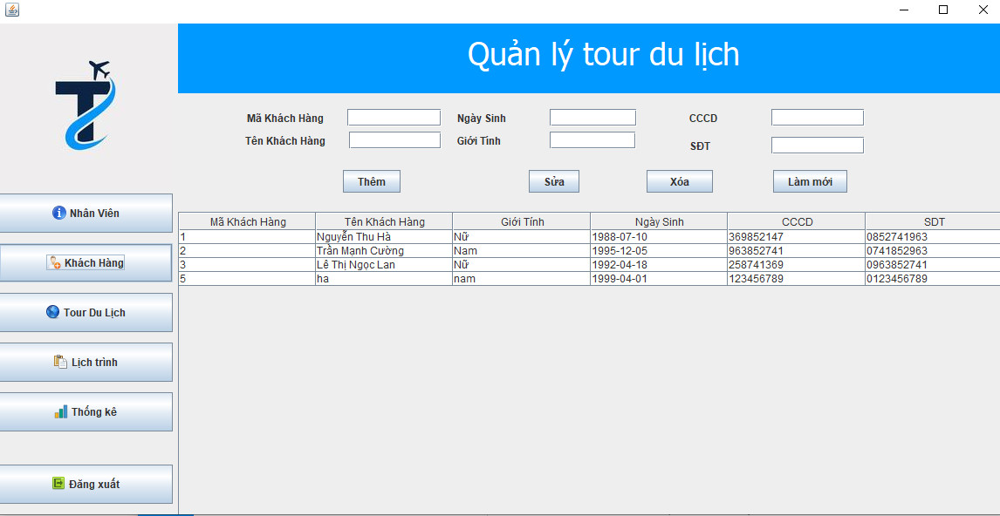 Quản lý tour du lịch
Mã Khách Hàng Ngày Sinh CCCD
Tên Khách Hàng Giới Tính SĐT
Thêm Sửa Xóa Làm mới
Nhân Viên
Khách Hàng
Tour Du Lịch
Lịch trình
Thống kê
Đăng xuất
Mã Khách Hàng Tên Khách Hàng Giới Tính Ngày Sinh CCCD SDT
1 Nguyễn Thu Hà Nữ 1988-07-10 369852147 0852741963
2 Trần Mạnh Cường Nam 1995-12-05 963852741 0741852963
3 Lê Thị Ngọc Lan Nữ 1992-04-18 258741369 0963852741
5 ha nam 1999-04-01 123456789 0123456789